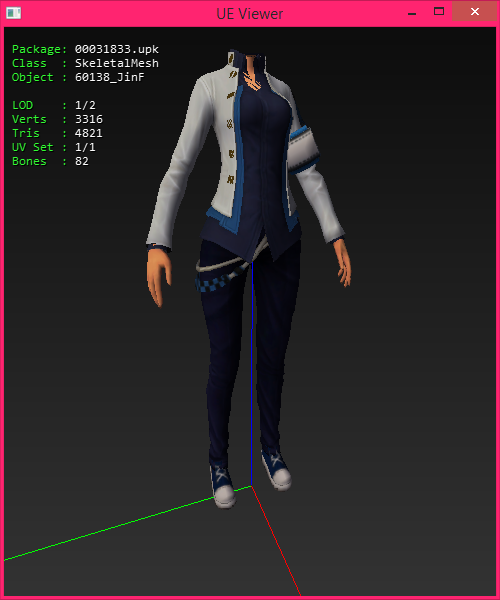 UE Viewer
Package: 00031833.upk
Class : SkeletalMesh
Object : 60138_JinF
LOD : 1/2
Verts : 3316
Tris : 4821
UV Set : 1/1
Bones : 82